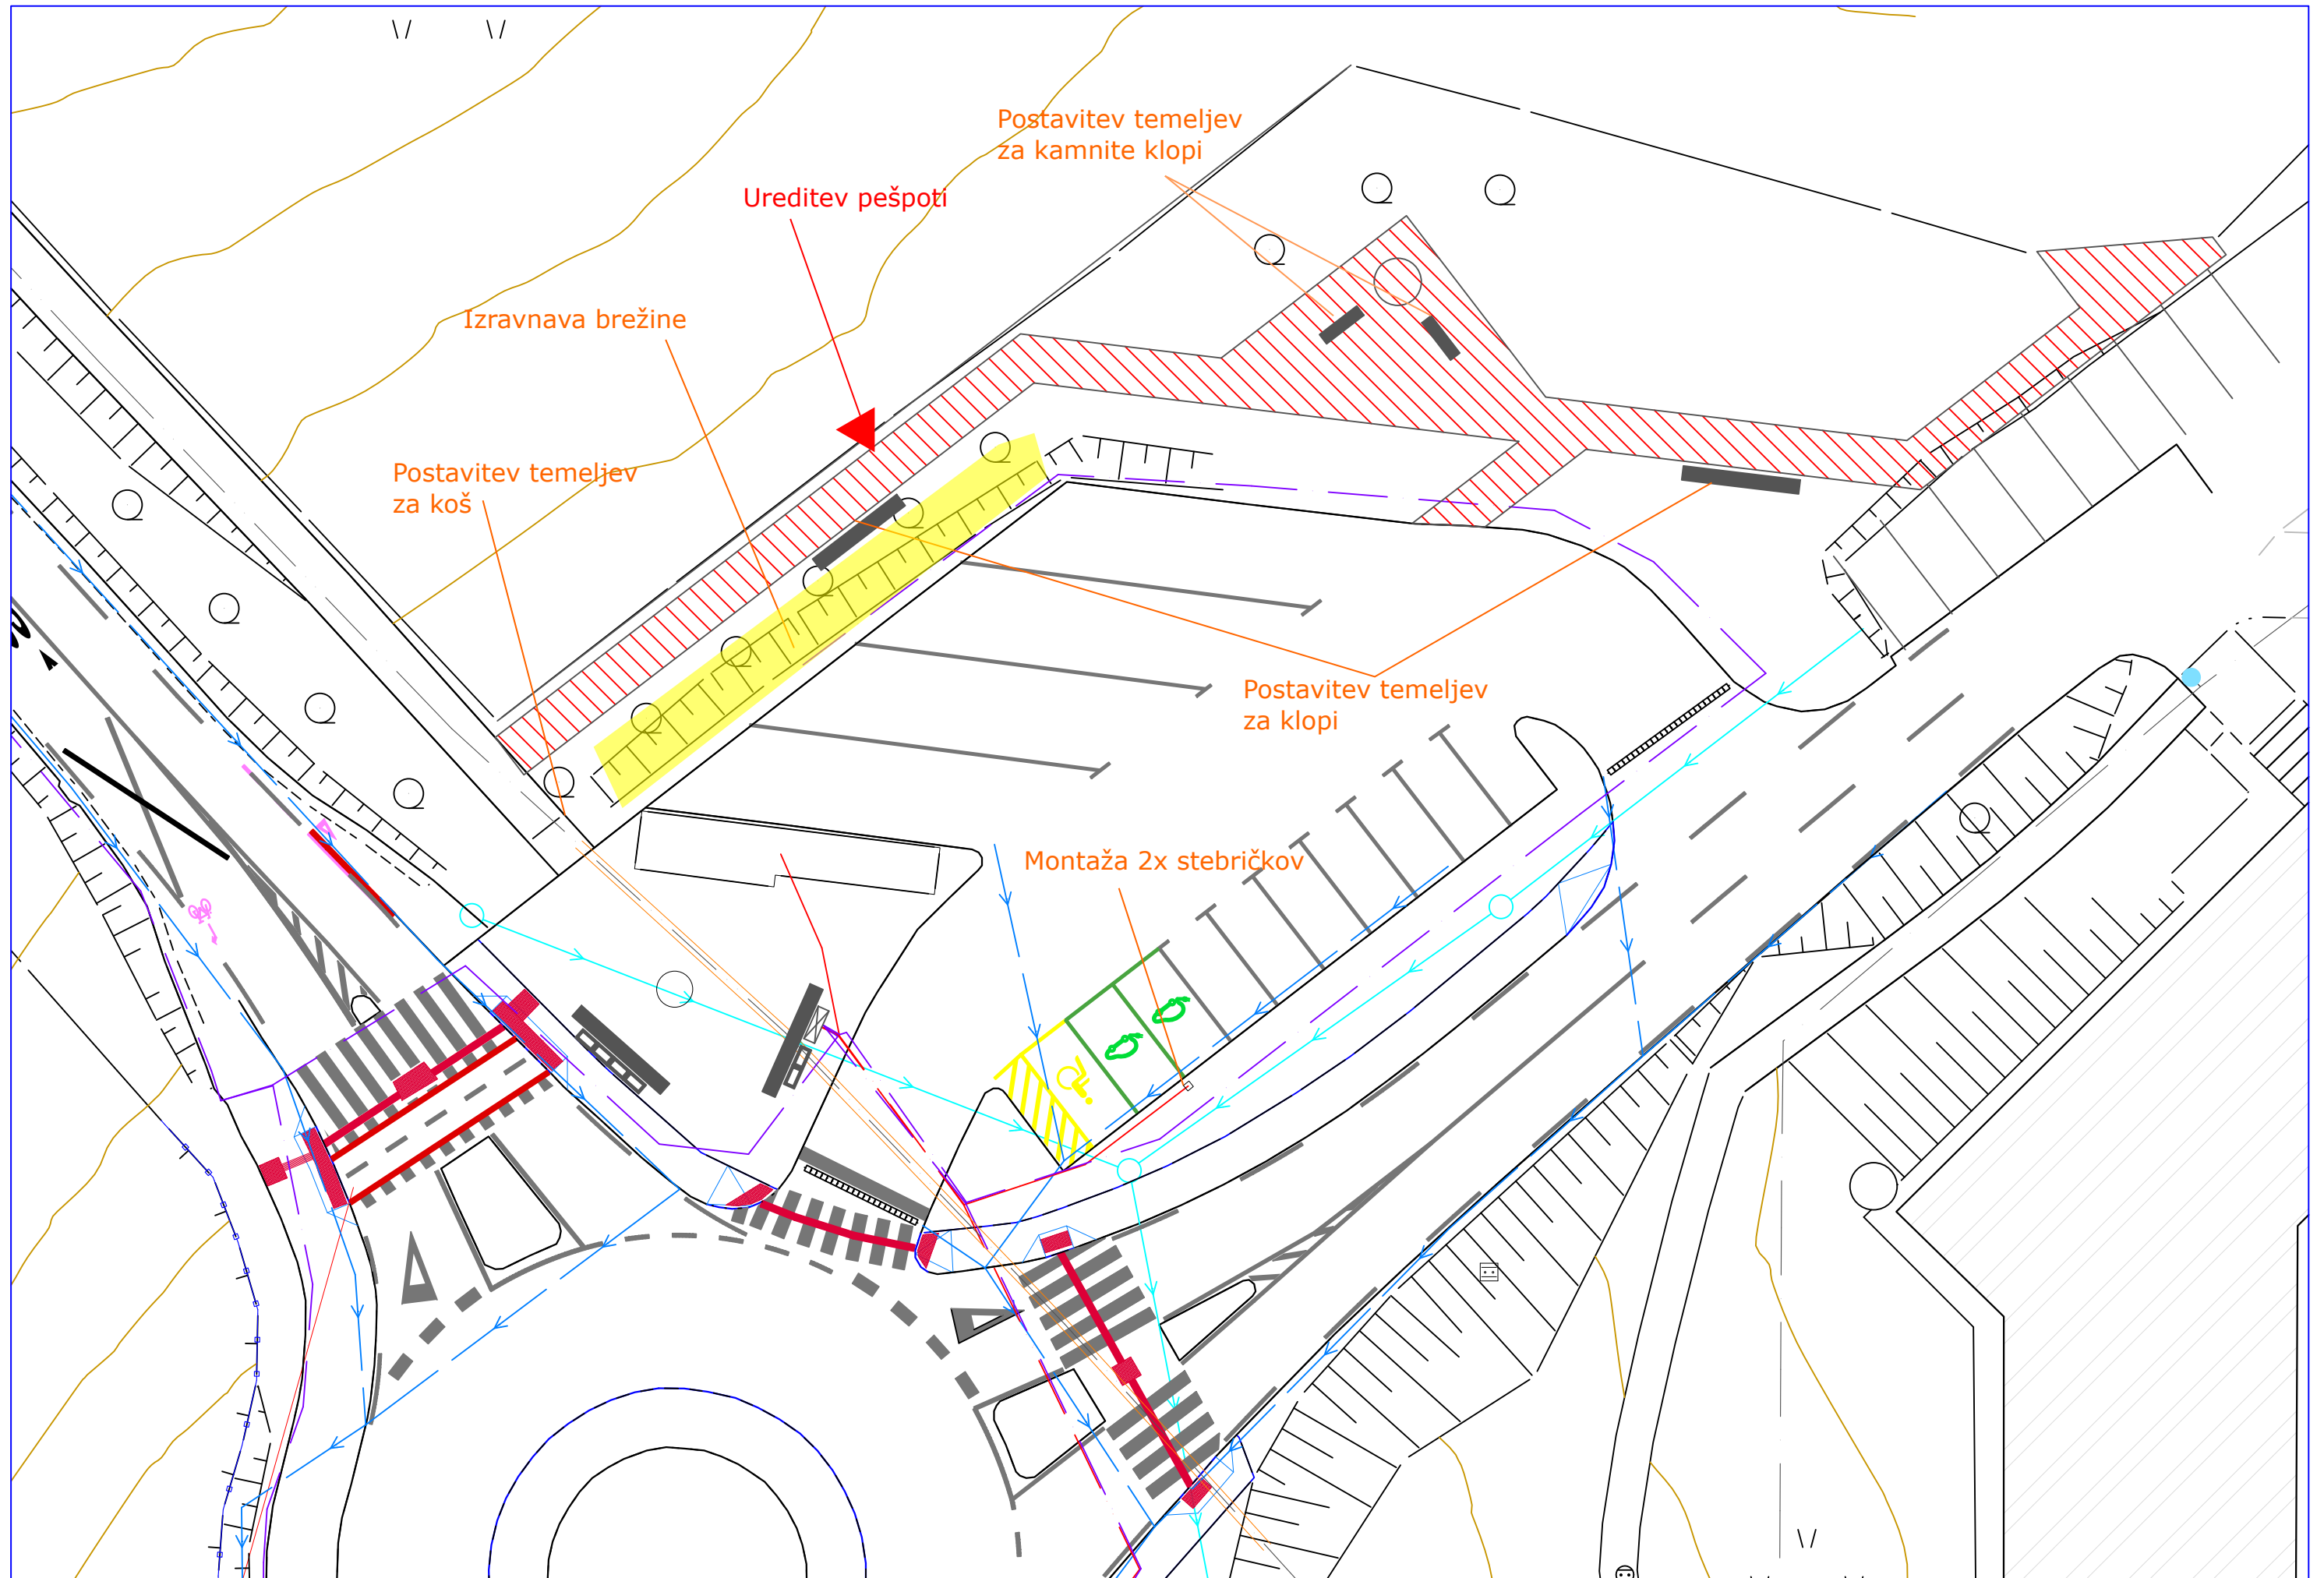 Postavitev temeljev
za kamnite klopi
Ureditev pešpoti
Izravnava brežine
Postavitev temeljev
za koš
Postavitev temeljev
za klopi
Montaža 2x stebričkov